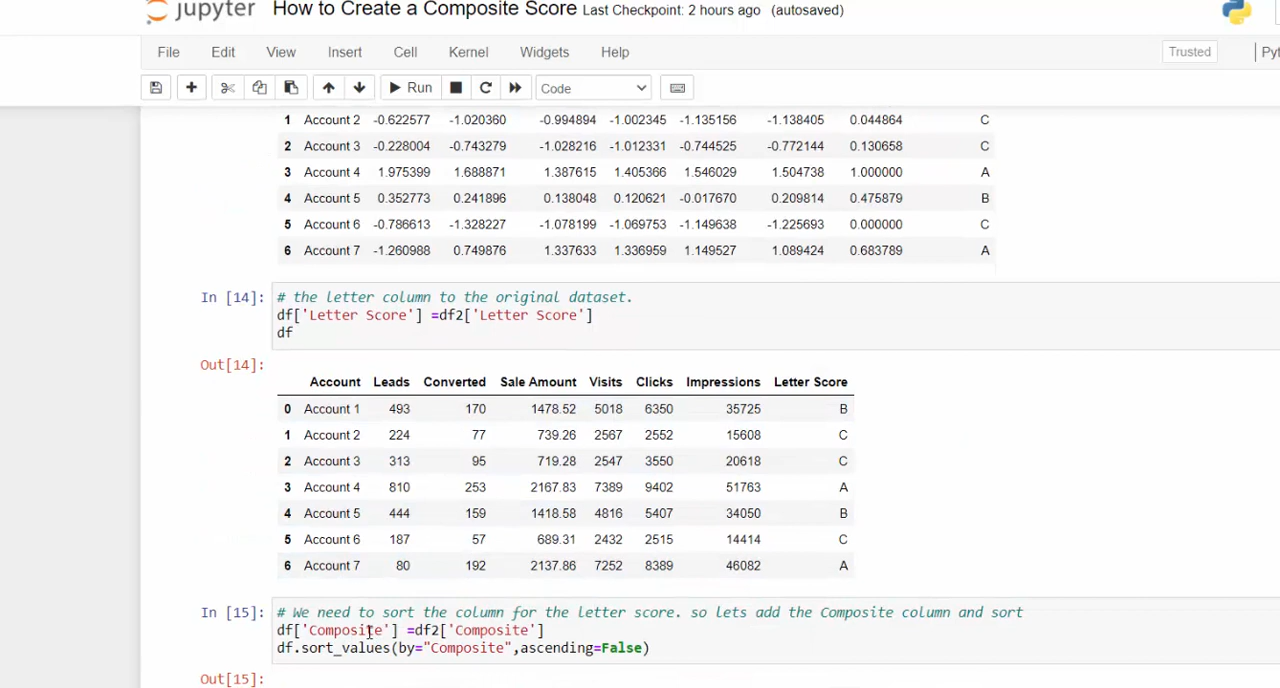 jupyter How to Create a Composite Score Last Checkpoint: 2 hours ago (autosaved)
File Edit View Insert Cell Kernel Widgets Help
Trusted
Run Code
1 Account 2 -0.622577 -1.020360 -0.994894 -1.002345 -1.135156 -1.138405 0.044864 C
2 Account 3 -0.228004 -0.743279 -1.028216 -1.012331 -0.744525 -0.772144 0.130658 C
3 Account 4 1.975399 1.688871 1.387615 1.405366 1.546029 1.504738 1.000000 A
4 Account 5 0.352773 0.241896 0.138048 0.120621 -0.017670 0.209814 0.475879 B
5 Account 6 -0.786613 -1.328227 -1.078199 -1.069753 -1.149638 -1.225693 0.000000 C
6 Account 7 -1.260988 0.749876 1.337633 1.336959 1.149527 1.089424 0.683789 A
In [14]: # the letter column to the original dataset.
df['Letter Score'] =df2['Letter Score']
df
Out[14]:
Account Leads Converted Sale Amount Visits Clicks Impressions Letter Score
0 Account 1 493 170 1478.52 5018 6350 35725 B
1 Account 2 224 77 739.26 2567 2552 15608 C
2 Account 3 313 95 719.28 2547 3550 20618 C
3 Account 4 810 253 2167.83 7389 9402 51763 A
4 Account 5 444 159 1418.58 4816 5407 34050 B
5 Account 6 187 57 689.31 2432 2515 14414 C
6 Account 7 80 192 2137.86 7252 8389 46082 A
In [15]: # We need to sort the column for the letter score. so lets add the Composite column and sort
df['Composite'] =df2['Composite']
df.sort_values(by="Composite",ascending=False)
Out[15]: